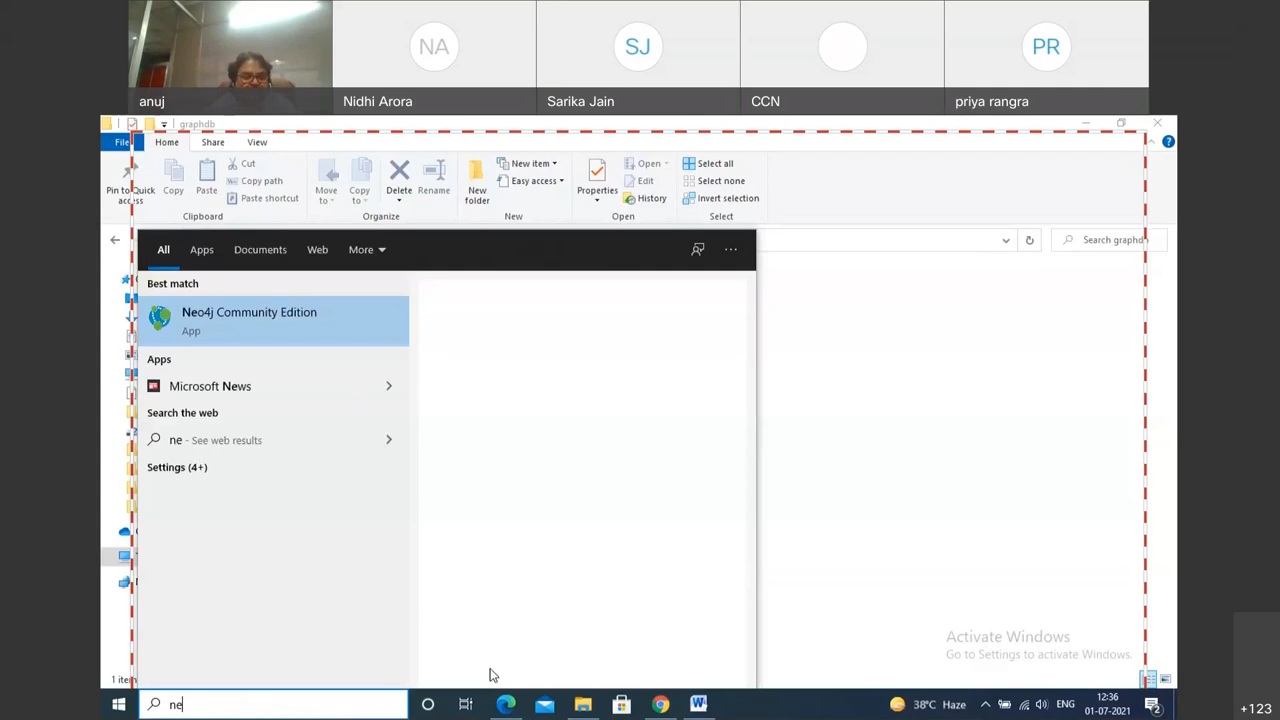 NA
SJ
PR
anuj
Nidhi Arora
Sarika Jain
CCN
priya rangra
graphdb
File
Home
Share
View
Pin to Quick access
Copy
Paste
Cut
Copy path
Paste shortcut
Move to
Copy to
Delete
Rename
New folder
New item
Easy access
Properties
Open
Edit
History
Select all
Select none
Invert selection
Clipboard
Organize
New
Open
Select
Search graphdb
All
Apps
Documents
Web
More
Best match
Neo4j Community Edition
App
Apps
Microsoft News
Search the web
ne - See web results
Settings (4+)
Activate Windows
Go to Settings to activate Windows.
1 item
ne
38°C Haze
ENG
12:36
01-07-2021
2
+123